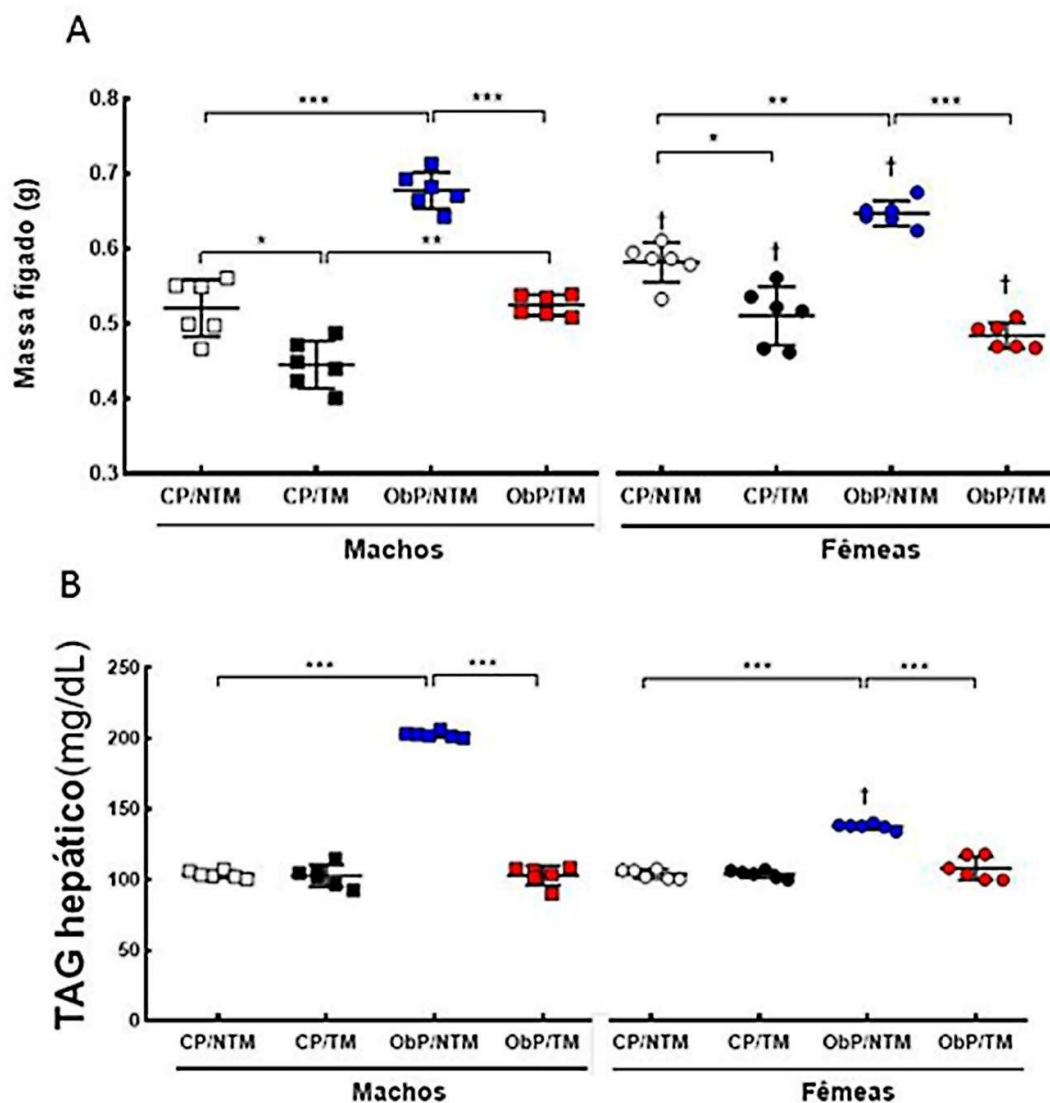 A
0.8
*** *** ** ***
0.7
*
†
0.6
† †
* **
†
0.5
0.4
0.3
Massa fígado (g)
CP/NTM CP/TM ObP/NTM ObP/TM CP/NTM CP/TM ObP/NTM ObP/TM
Machos Fêmeas
B
TAG hepático(mg/dL)
250
*** *** *** ***
200
150
†
100
50
0
CP/NTM CP/TM ObP/NTM ObP/TM CP/NTM CP/TM ObP/NTM ObP/TM
Machos Fêmeas